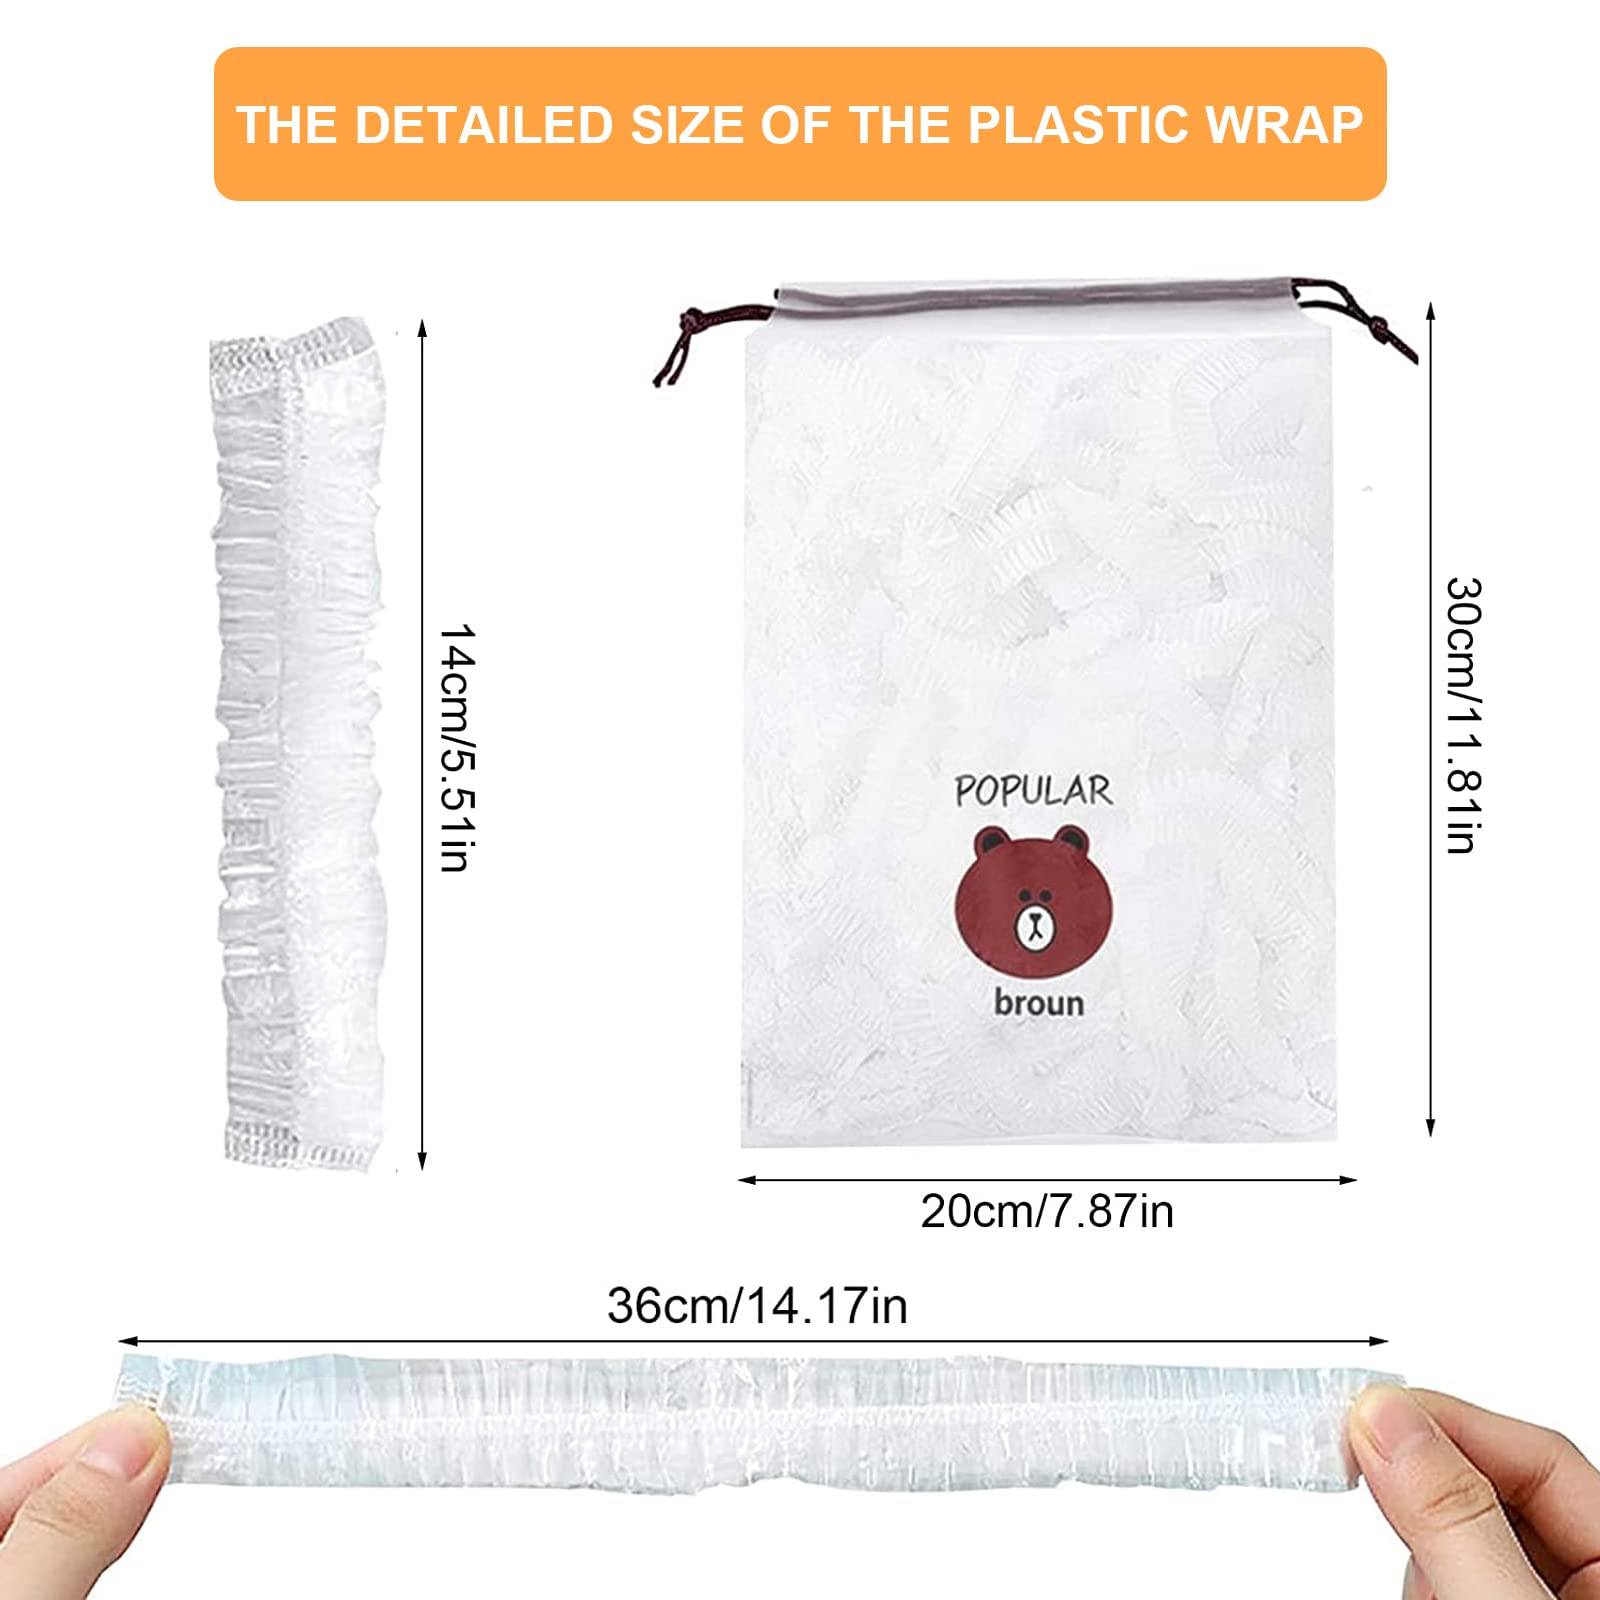 THE DETAILED SIZE OF THE PLASTIC WRAP
14cm/5.51in
POPULAR
broun
30cm/11.81in
20cm/7.87in
36cm/14.17in